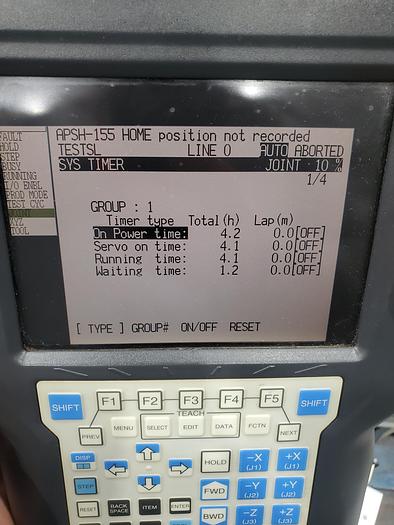 APSH-155 HOME position not recorded
TESTSL LINE 0 AUTO ABORTED
SYS TIMER JOINT 10 %
1/4
FAULT
HOLD
STEP
BUSY
RUNNING
I/O ENBL
PROD MODE
TEST CYC
XYZ
TOOL
GROUP : 1
Timer type Total(h) Lap(m)
On Power time: 4.2 0.0[OFF]
Servo on time: 4.1 0.0[OFF]
Running time: 4.1 0.0[OFF]
Waiting time: 1.2 0.0[OFF]
[ TYPE ] GROUP# ON/OFF RESET
SHIFT F1 F2 F3 F4 F5 SHIFT
TEACH
PREV MENU SELECT EDIT DATA FCTN NEXT
DISP HOLD -X (J1) +X (J1)
STEP FWD -Y (J2) +Y (J2)
RESET BACK SPACE ITEM ENTER BWD -Z (J3) +Z (J3)